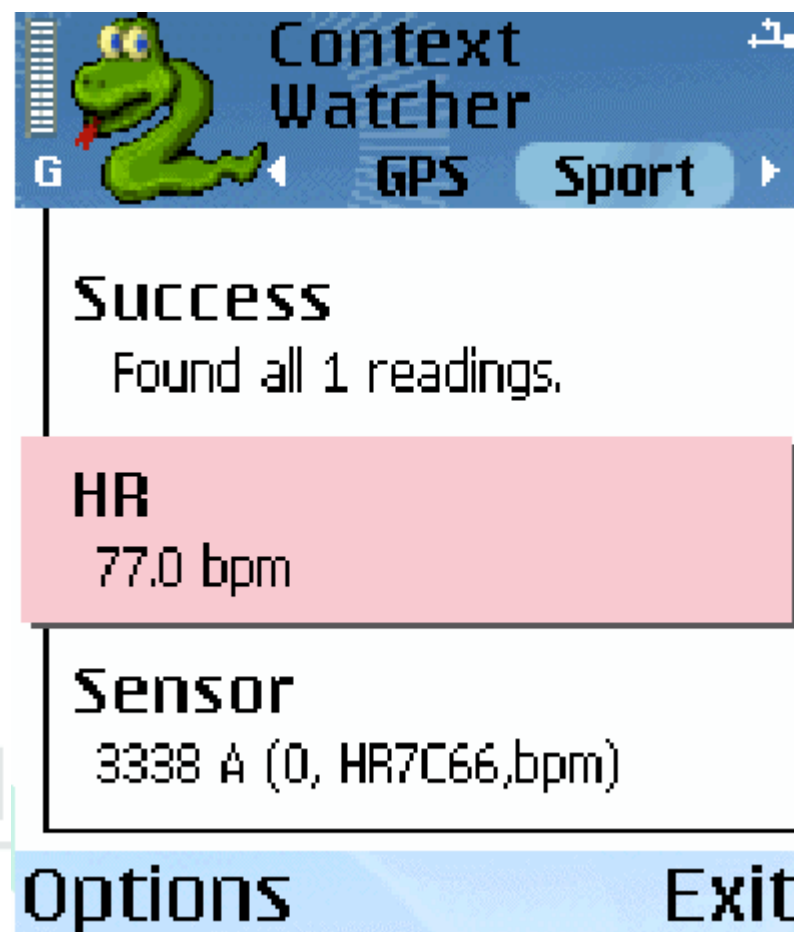 Context
Watcher
G
GPS Sport
Success
Found all 1 readings.
HR
77.0 bpm
Sensor
3338 A (0, HR7C66,bpm)
Options Exit